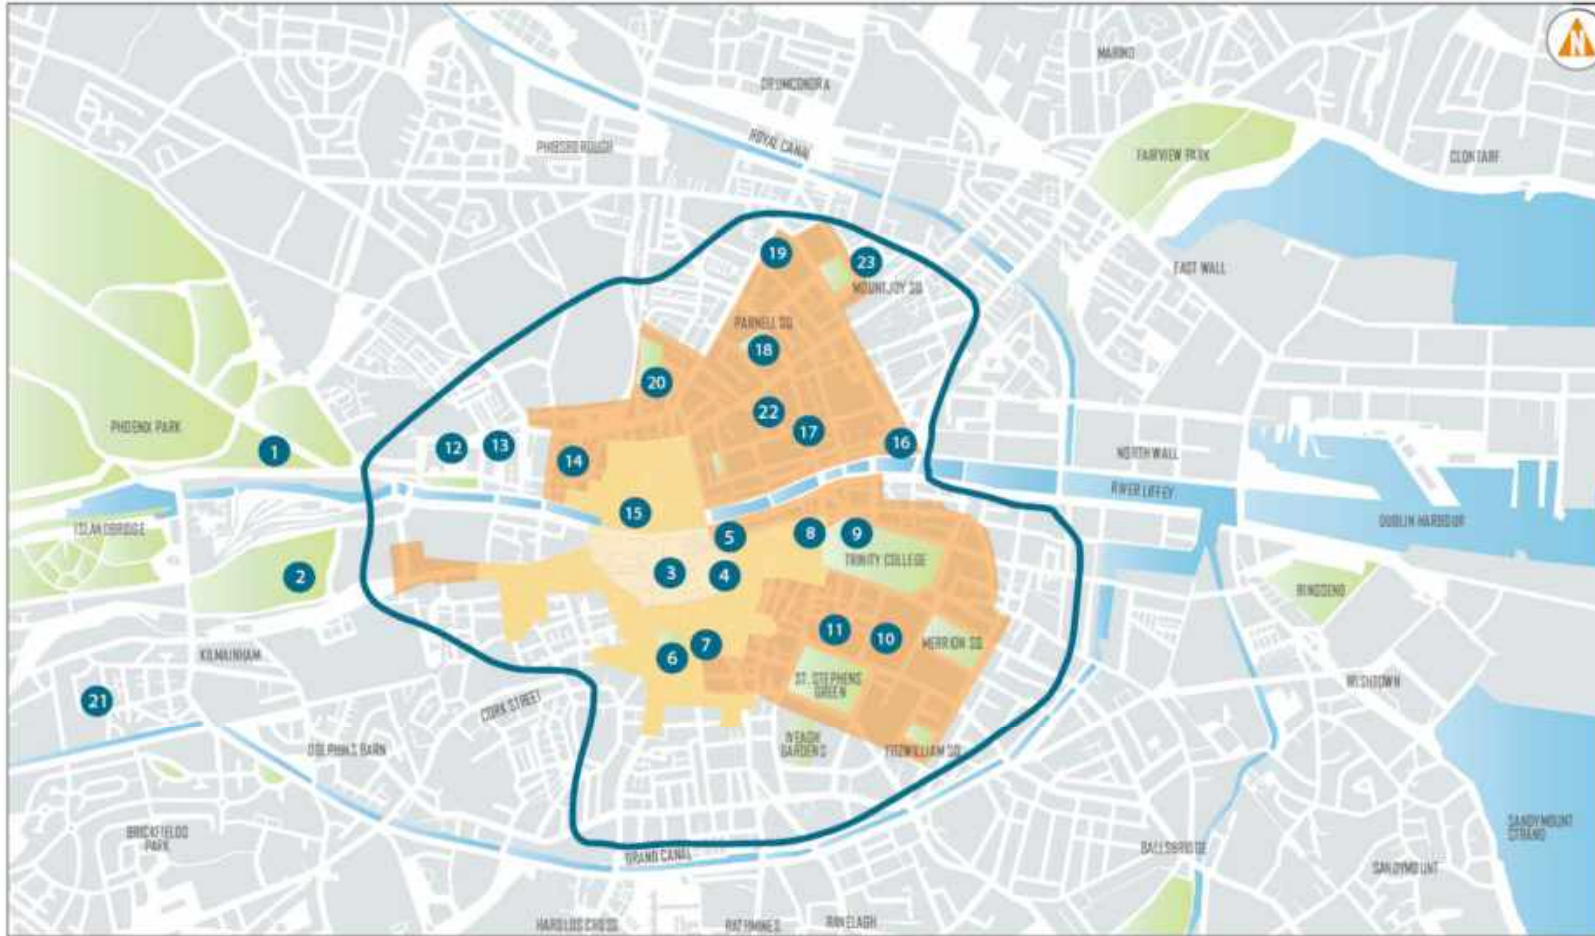 N
MARINO
DRUMCONDRA
PHIBSBOROUGH
ROYAL CANAL
FAIRVIEW PARK
CLONTARF
19
23
EAST WALL
MOUNTJOY SQ
PARNELL SQ
18
20
22
PHOENIX PARK
1
12
13
14
17
16
NORTH WALL
RIVER LIFFEY
15
DUBLIN HARBOUR
ISLANDBRIDGE
5
8
9
TRINITY COLLEGE
2
3
4
RINGSEND
11
10
MERRION SQ
KILMAINHAM
6
7
ST. STEPHENS
GREEN
IRISHTOWN
21
CORK STREET
DOLPHINS BARN
IVEAGH
GARDENS
FITZWILLIAM SQ
BRICKFIELDS
PARK
GRAND CANAL
BALLSBRIDGE
SANDYMOUNT
STRAND
SANDYMOUNT
HAROLDS CROSS
RATHMINES
RANELAGH